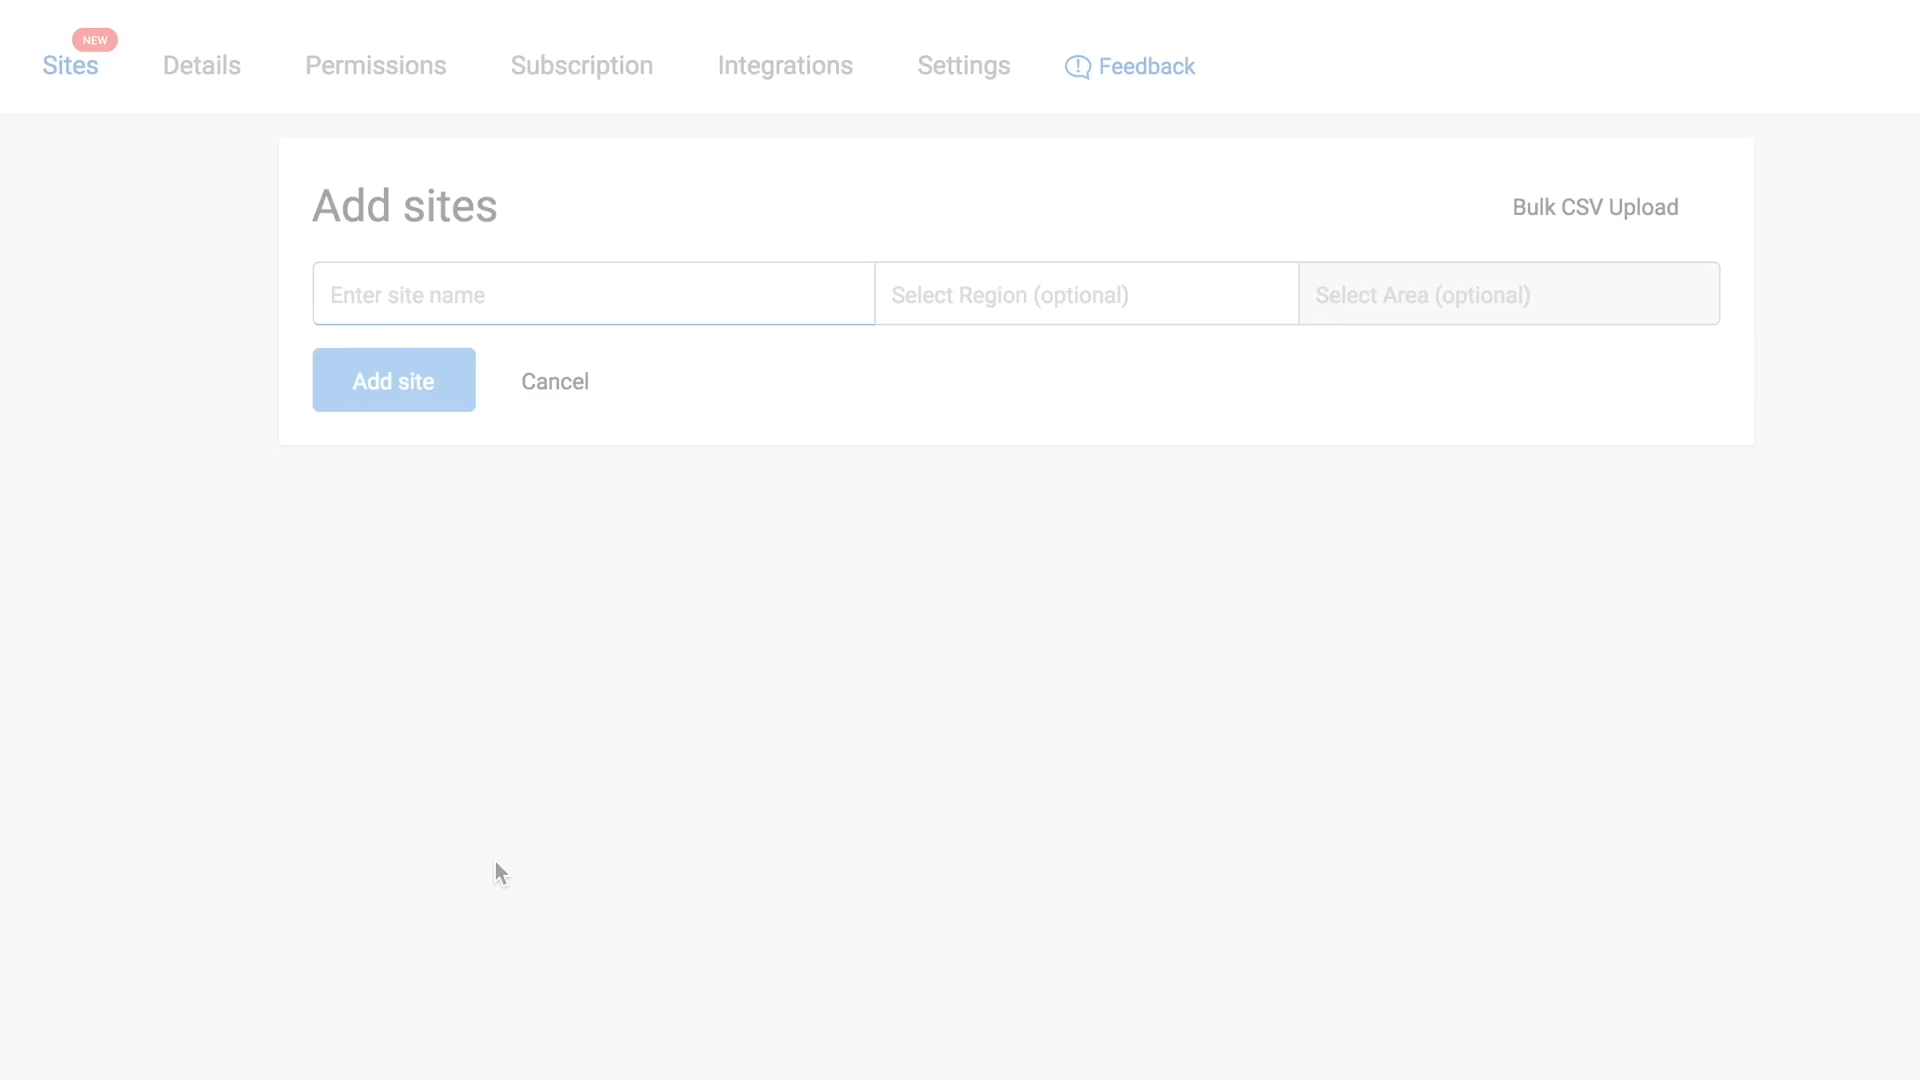 NEW
Sites Details Permissions Subscription Integrations Settings Feedback
Add sites Bulk CSV Upload
Enter site name Select Region (optional) Select Area (optional)
Add site Cancel